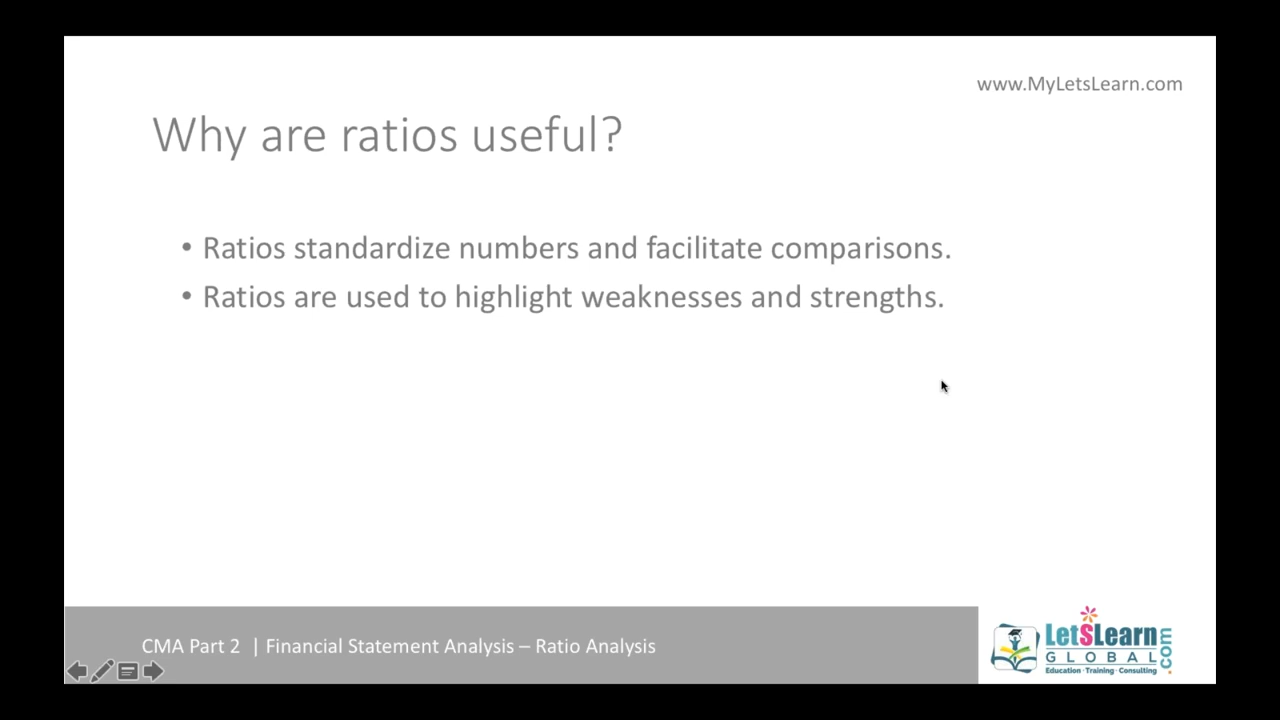 www.MyLetsLearn.com
Why are ratios useful?
• Ratios standardize numbers and facilitate comparisons.
• Ratios are used to highlight weaknesses and strengths.
CMA Part 2 | Financial Statement Analysis – Ratio Analysis
LetSLearn.com
GLOBAL
Education · Training · Consulting